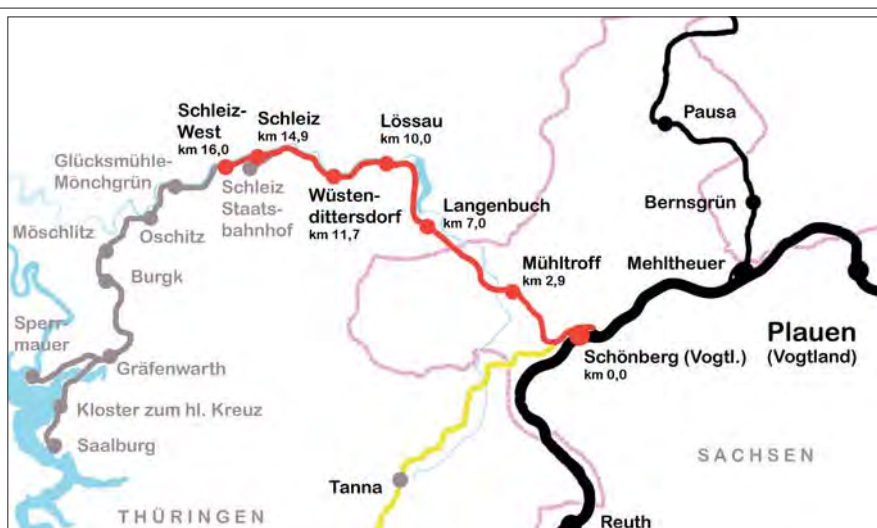 Schleiz-
West
km 16,0
Schleiz
km 14,9
Lössau
km 10,0
Pausa
Glücksmühle-
Mönchgrün
Schleiz
Staats-
bahnhof
Wüsten-
dittersdorf
km 11,7
Langenbuch
km 7,0
Bernsgrün
Möschlitz
Oschitz
Mühltroff
km 2,9
Mehltheuer
Burgk
Sperr-
mauer
Plauen
(Vogtland)
Gräfenwarth
Schönberg (Vogtl.)
km 0,0
Kloster zum hl. Kreuz
Saalburg
SACHSEN
Tanna
THÜRINGEN
Reuth